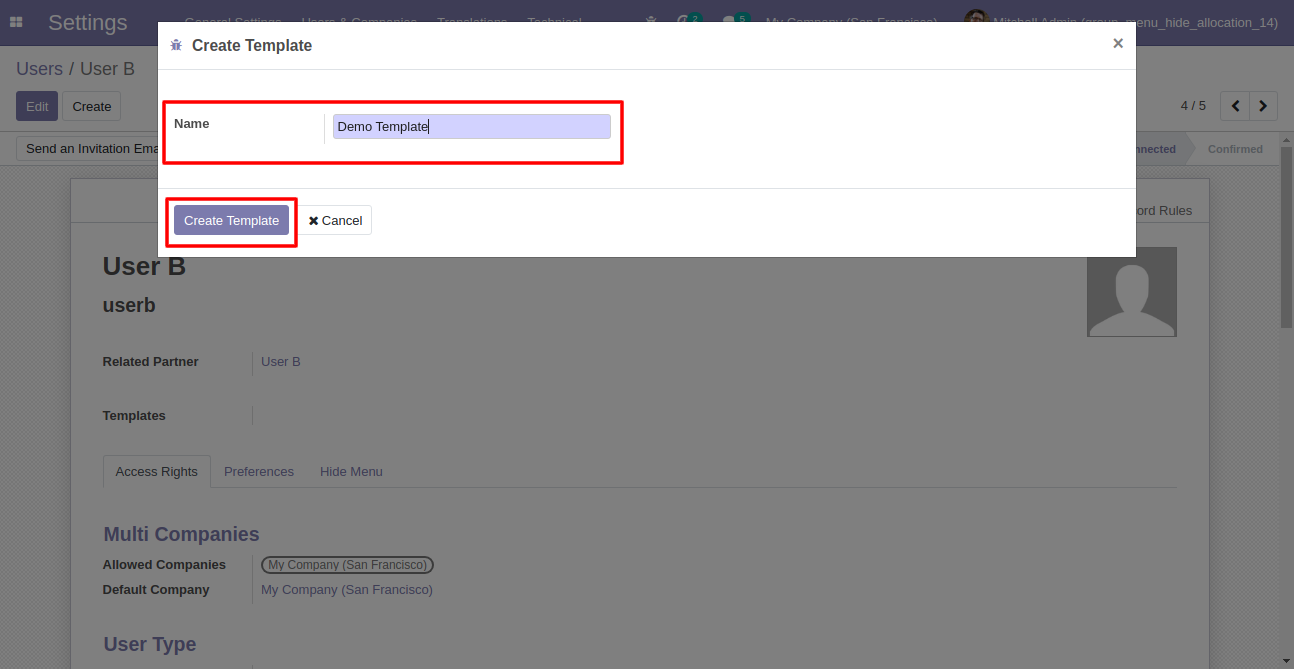 Settings General Settings Users & Companies Translations Technical 2 5 My Company (San Francisco) Mitchell Admin (group_menu_hide_allocation_14)
Create Template ×
Users / User B
Edit Create 4 / 5
Name Demo Template
Send an Invitation Ema nnected Confirmed
Create Template Cancel
ord Rules
User B
userb
Related Partner User B
Templates
Access Rights Preferences Hide Menu
Multi Companies
Allowed Companies My Company (San Francisco)
Default Company My Company (San Francisco)
User Type